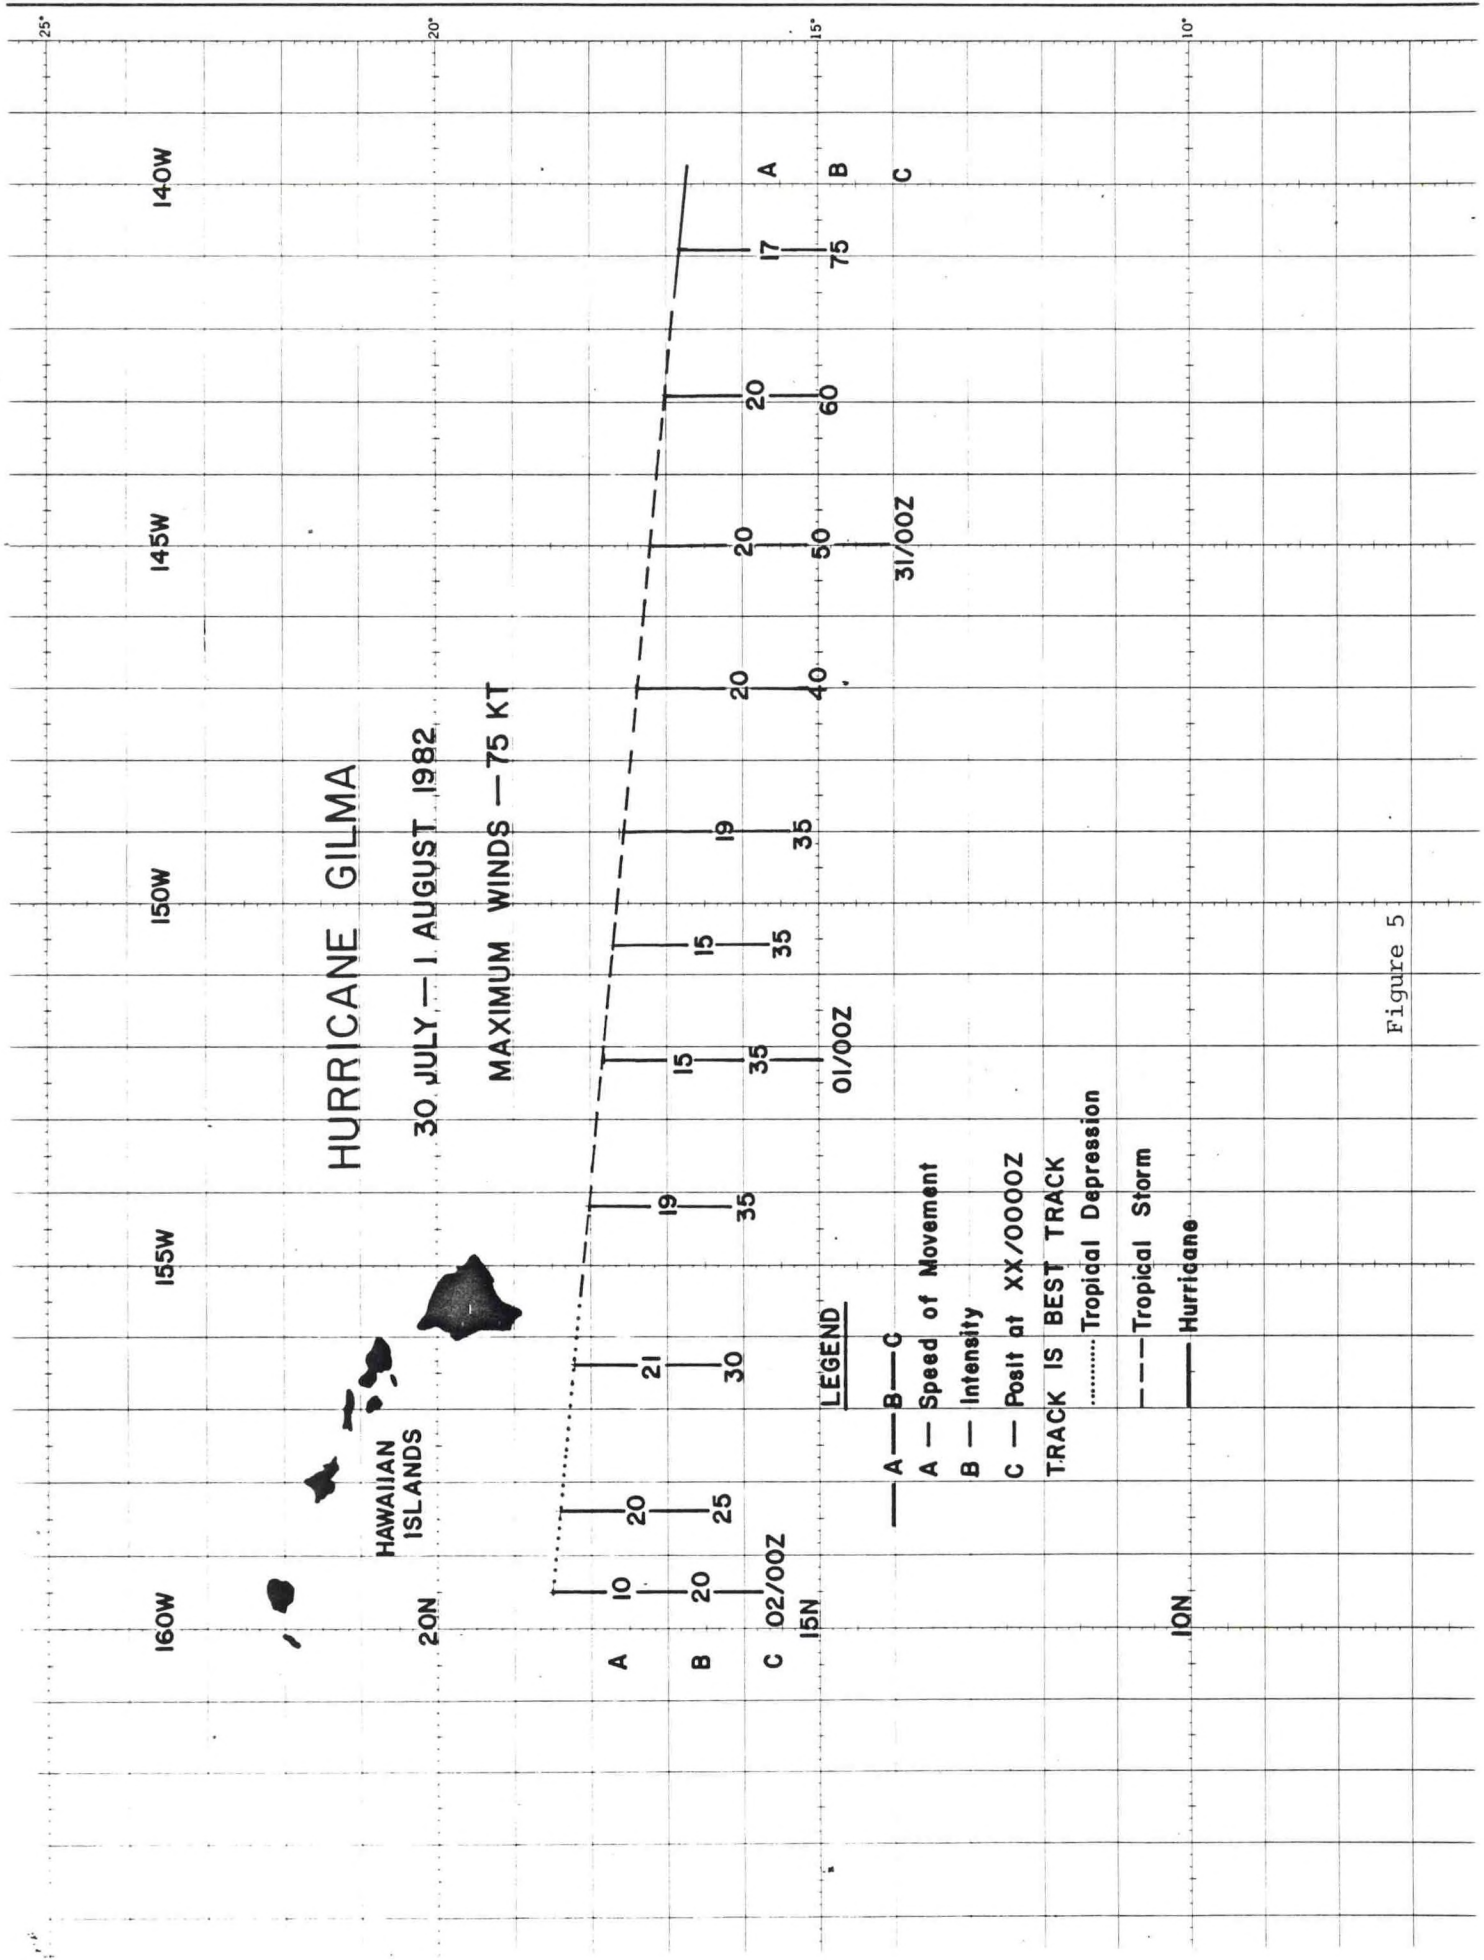 160W
155W
150W
145W
140W
25°
20°
15°
10°
HURRICANE GILMA
30 JULY — 1 AUGUST 1982
MAXIMUM WINDS — 75 KT
HAWAIIAN
ISLANDS
20N
15N
10N
A
B
C
10
20
02/00Z
20
25
21
30
19
35
15
35
01/00Z
15
35
19
35
20
40
20
50
31/00Z
20
60
17
75
A
B
C
LEGEND
A — B — C
A — Speed of Movement
B — Intensity
C — Posit at XX/0000Z
TRACK IS BEST TRACK
Tropical Depression
Tropical Storm
Hurricane
Figure 5